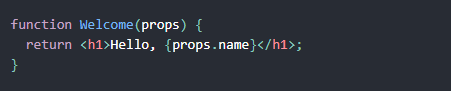 function Welcome(props) {
  return <h1>Hello, {props.name}</h1>;
}